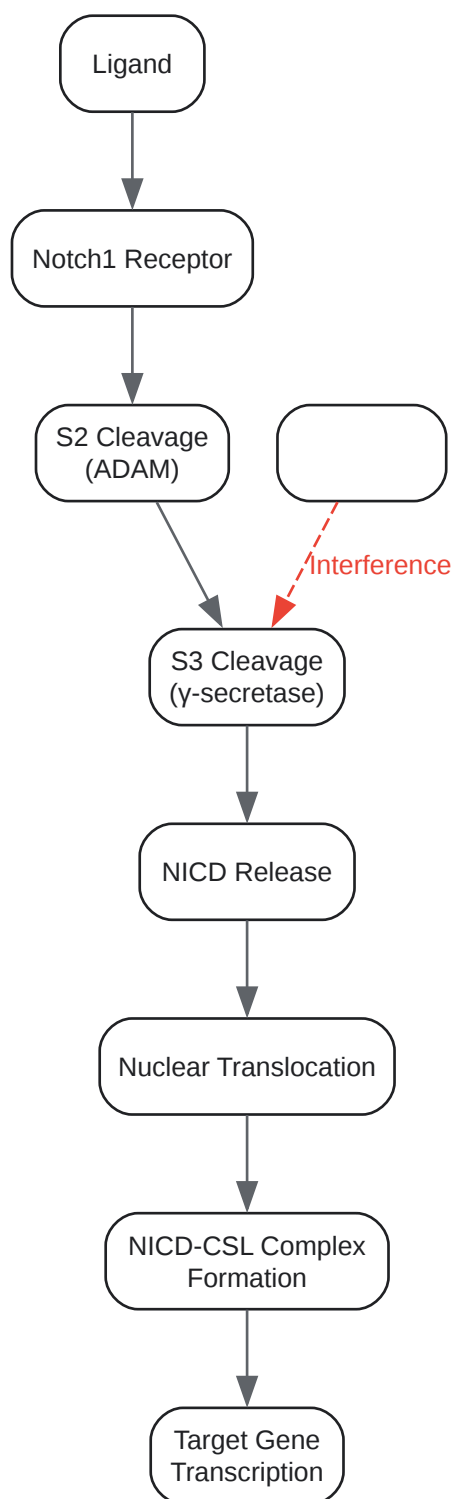 Ligand
Notch1 Receptor
S2 Cleavage
(ADAM)
Interference
S3 Cleavage
(γ-secretase)
NICD Release
Nuclear Translocation
NICD-CSL Complex
Formation
Target Gene
Transcription